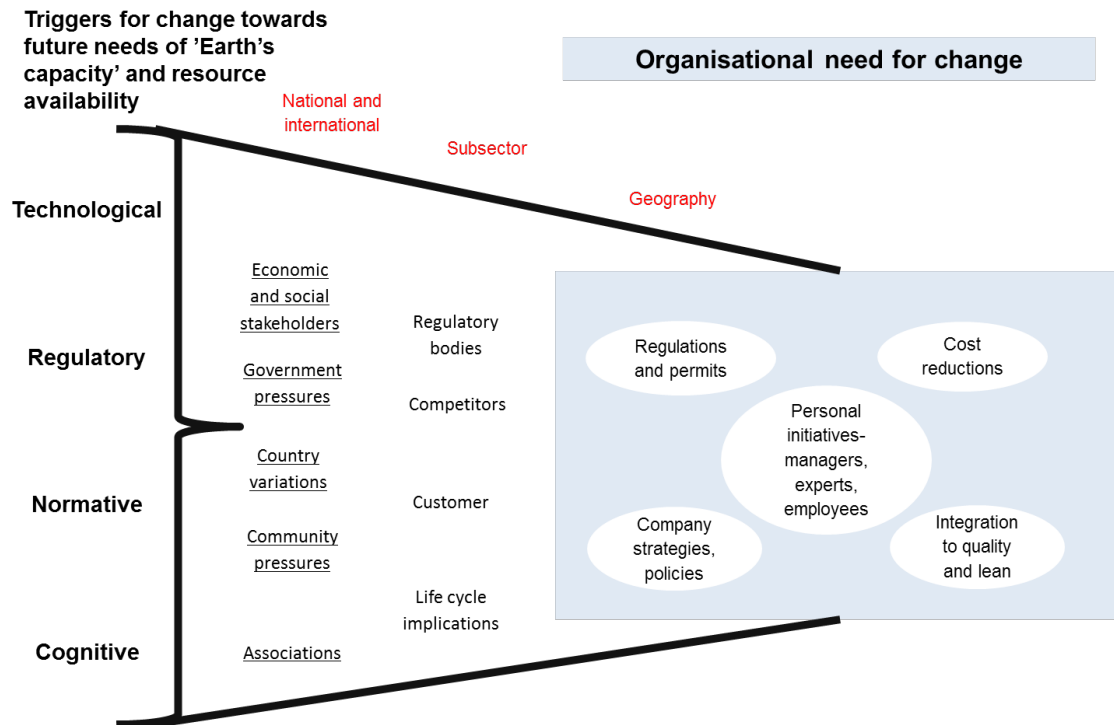 Triggers for change towards
future needs of ’Earth’s
capacity’ and resource
availability
Organisational need for change
National and
international
Subsector
Geography
Technological
Regulatory
Normative
Cognitive
Economic
and social
stakeholders
Government
pressures
Country
variations
Community
pressures
Associations
Regulatory
bodies
Competitors
Customer
Life cycle
implications
Regulations
and permits
Cost
reductions
Personal
initiatives-
managers,
experts,
employees
Company
strategies,
policies
Integration
to quality
and lean